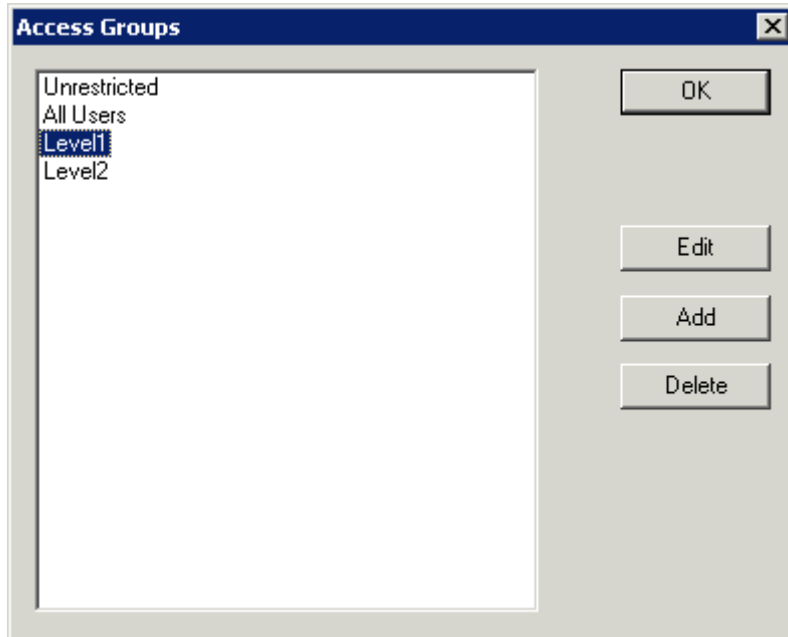 Access Groups
Unrestricted
All Users
Level1
Level2
OK
Edit
Add
Delete